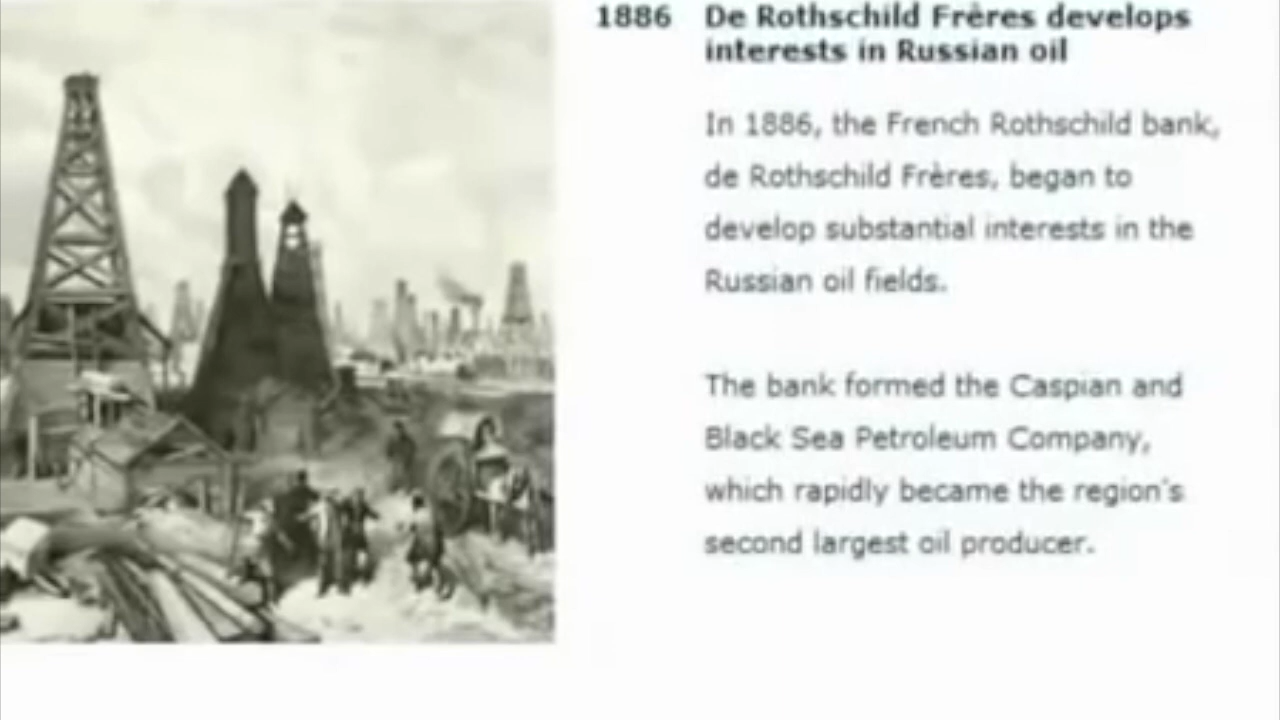 1886 De Rothschild Frères develops
interests in Russian oil
In 1886, the French Rothschild bank,
de Rothschild Frères, began to
develop substantial interests in the
Russian oil fields.
The bank formed the Caspian and
Black Sea Petroleum Company,
which rapidly became the region's
second largest oil producer.